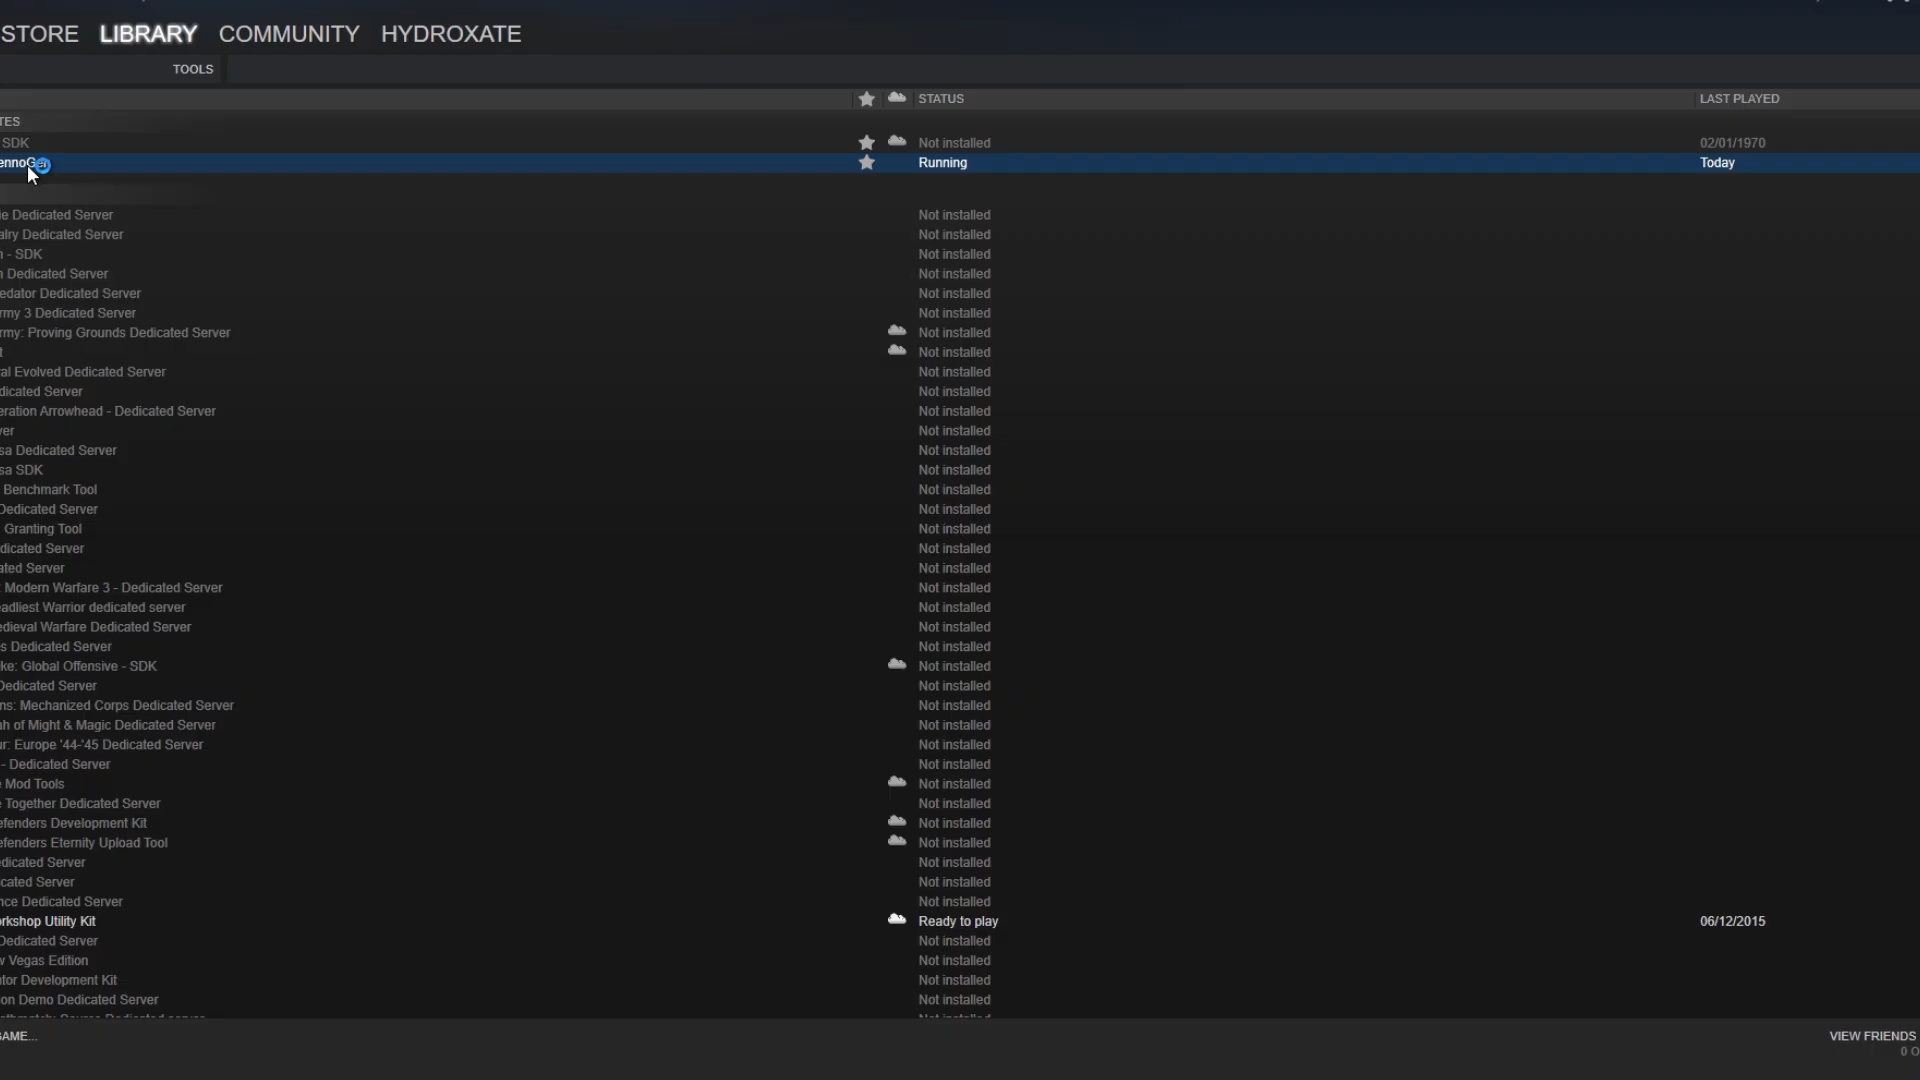 STORE LIBRARY COMMUNITY HYDROXATE
TOOLS
STATUS LAST PLAYED
TES
SDK Not installed 02/01/1970
ennoGen Running Today
ie Dedicated Server Not installed
alry Dedicated Server Not installed
n - SDK Not installed
n Dedicated Server Not installed
edator Dedicated Server Not installed
rmy 3 Dedicated Server Not installed
rmy: Proving Grounds Dedicated Server Not installed
t Not installed
al Evolved Dedicated Server Not installed
dicated Server Not installed
eration Arrowhead - Dedicated Server Not installed
ver Not installed
sa Dedicated Server Not installed
sa SDK Not installed
Benchmark Tool Not installed
Dedicated Server Not installed
Granting Tool Not installed
dicated Server Not installed
ated Server Not installed
: Modern Warfare 3 - Dedicated Server Not installed
eadliest Warrior dedicated server Not installed
edieval Warfare Dedicated Server Not installed
s Dedicated Server Not installed
ke: Global Offensive - SDK Not installed
Dedicated Server Not installed
ns: Mechanized Corps Dedicated Server Not installed
ah of Might & Magic Dedicated Server Not installed
ur: Europe '44-'45 Dedicated Server Not installed
- Dedicated Server Not installed
e Mod Tools Not installed
e Together Dedicated Server Not installed
efenders Development Kit Not installed
efenders Eternity Upload Tool Not installed
edicated Server Not installed
cated Server Not installed
nce Dedicated Server Not installed
orkshop Utility Kit Ready to play 06/12/2015
Dedicated Server Not installed
w Vegas Edition Not installed
ator Development Kit Not installed
on Demo Dedicated Server Not installed
GAME... VIEW FRIENDS
0 O